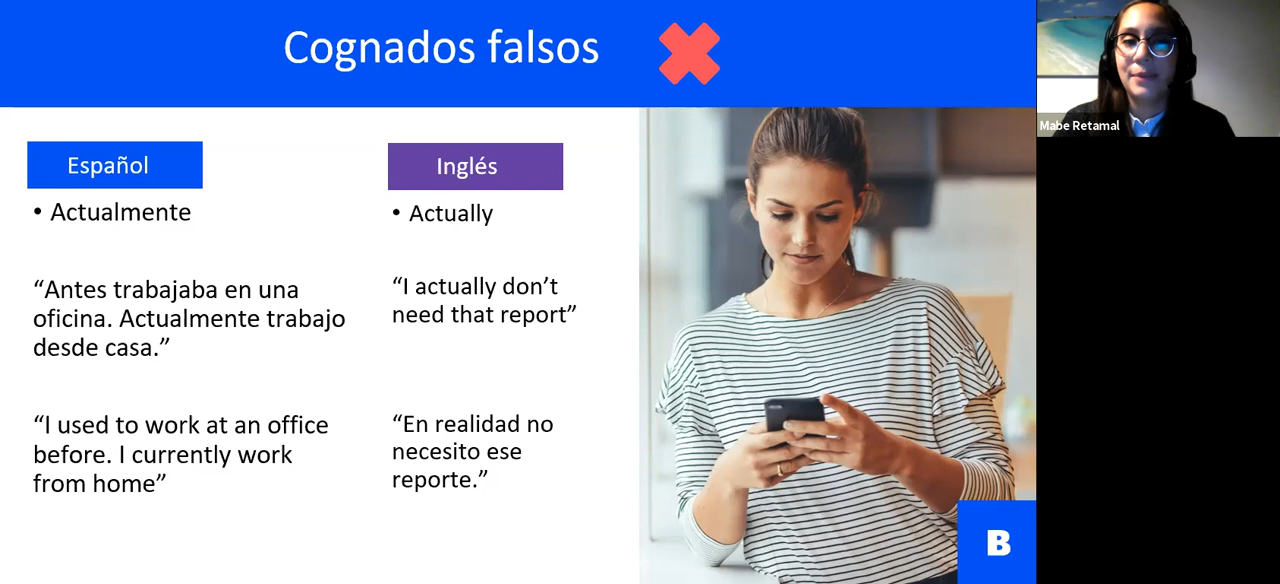 Cognados falsos
Español
• Actualmente
“Antes trabajaba en una
oficina. Actualmente trabajo
desde casa.”
“I used to work at an office
before. I currently work
from home”
Inglés
• Actually
“I actually don’t
need that report”
“En realidad no
necesito ese
reporte.”
B
Mabe Retamal